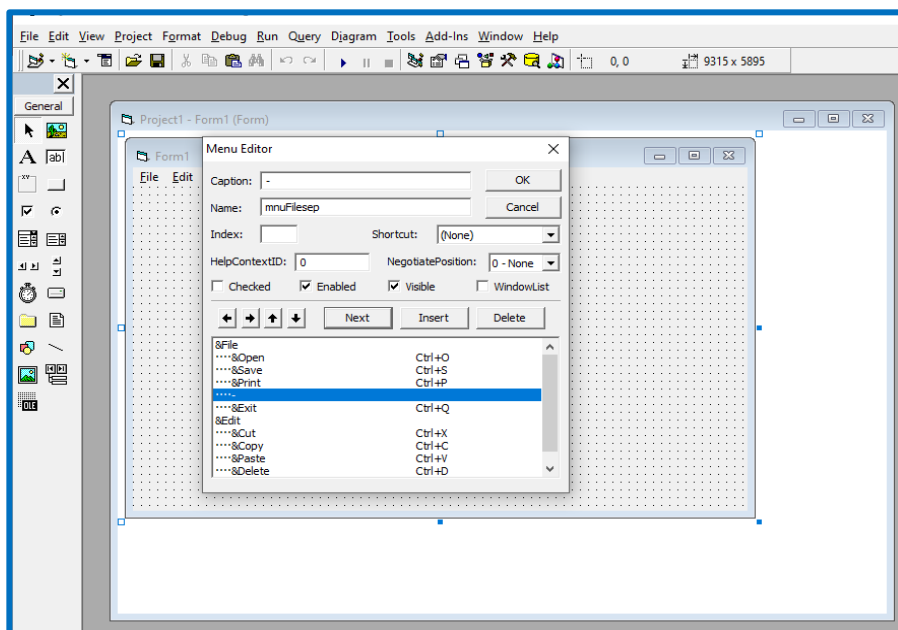 File Edit View Project Format Debug Run Query Diagram Tools Add-Ins Window Help
0, 0 9315 x 5895
General
Project1 - Form1 (Form)
Form1
File Edit
Menu Editor
Caption: -
OK
Name: mnuFilesep
Cancel
Index: Shortcut: (None)
HelpContextID: 0 NegotiatePosition: 0 - None
Checked Enabled Visible WindowList
Next Insert Delete
&File
····&Open Ctrl+O
····&Save Ctrl+S
····&Print Ctrl+P
····-
····&Exit Ctrl+Q
&Edit
····&Cut Ctrl+X
····&Copy Ctrl+C
····&Paste Ctrl+V
····&Delete Ctrl+D
A ab|
XY
OLE